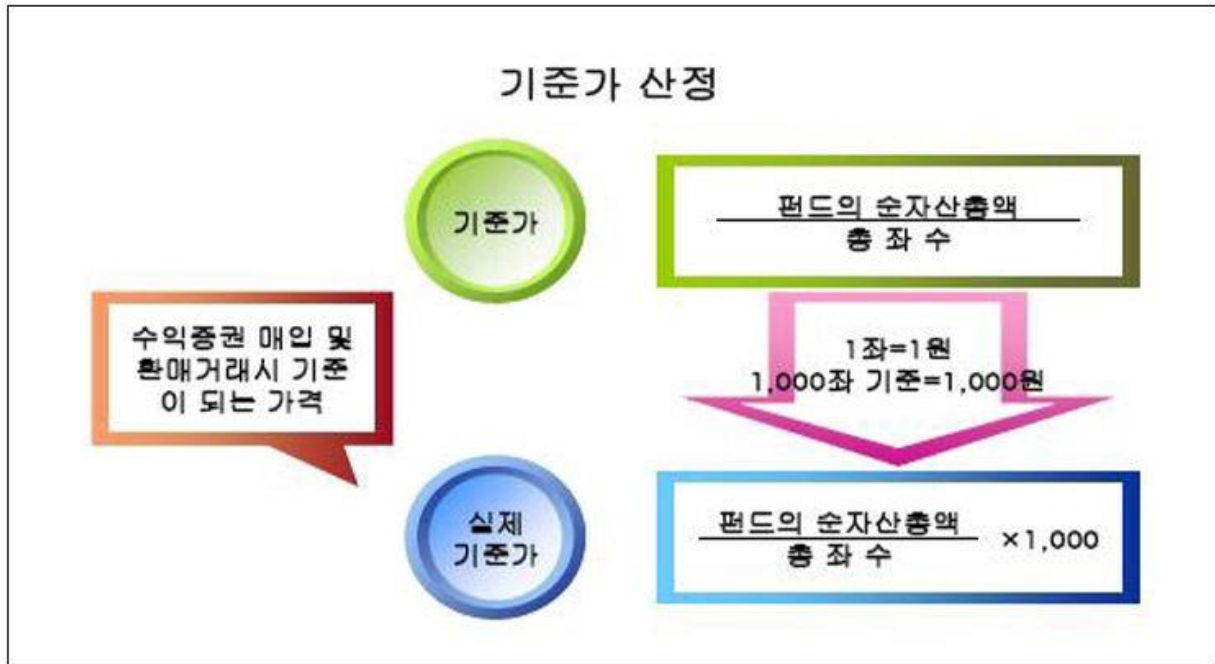 기준가 산정
기준가
펀드의 순자산총액
총 좌 수
수익증권 매입 및
환매거래시 기준
이 되는 가격
1좌=1원
1,000좌 기준=1,000원
실제
기준가
펀드의 순자산총액
총 좌 수
×1,000